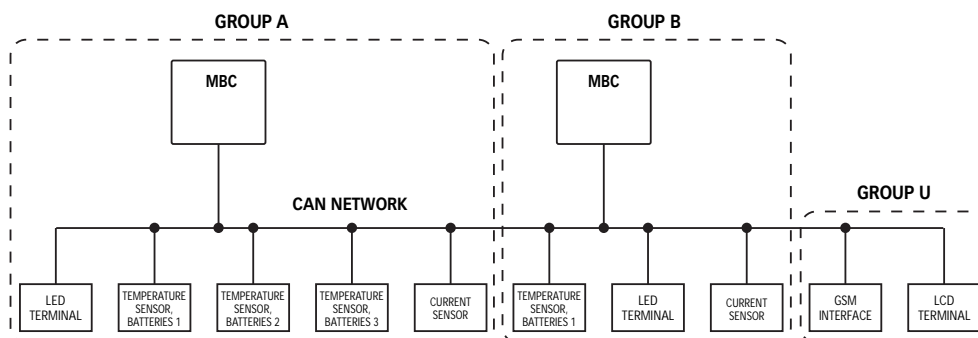 GROUP A
GROUP B
MBC
MBC
CAN NETWORK
GROUP U
LED
TERMINAL
TEMPERATURE
SENSOR,
BATTERIES 1
TEMPERATURE
SENSOR,
BATTERIES 2
TEMPERATURE
SENSOR,
BATTERIES 3
CURRENT
SENSOR
TEMPERATURE
SENSOR,
BATTERIES 1
LED
TERMINAL
CURRENT
SENSOR
GSM
INTERFACE
LCD
TERMINAL